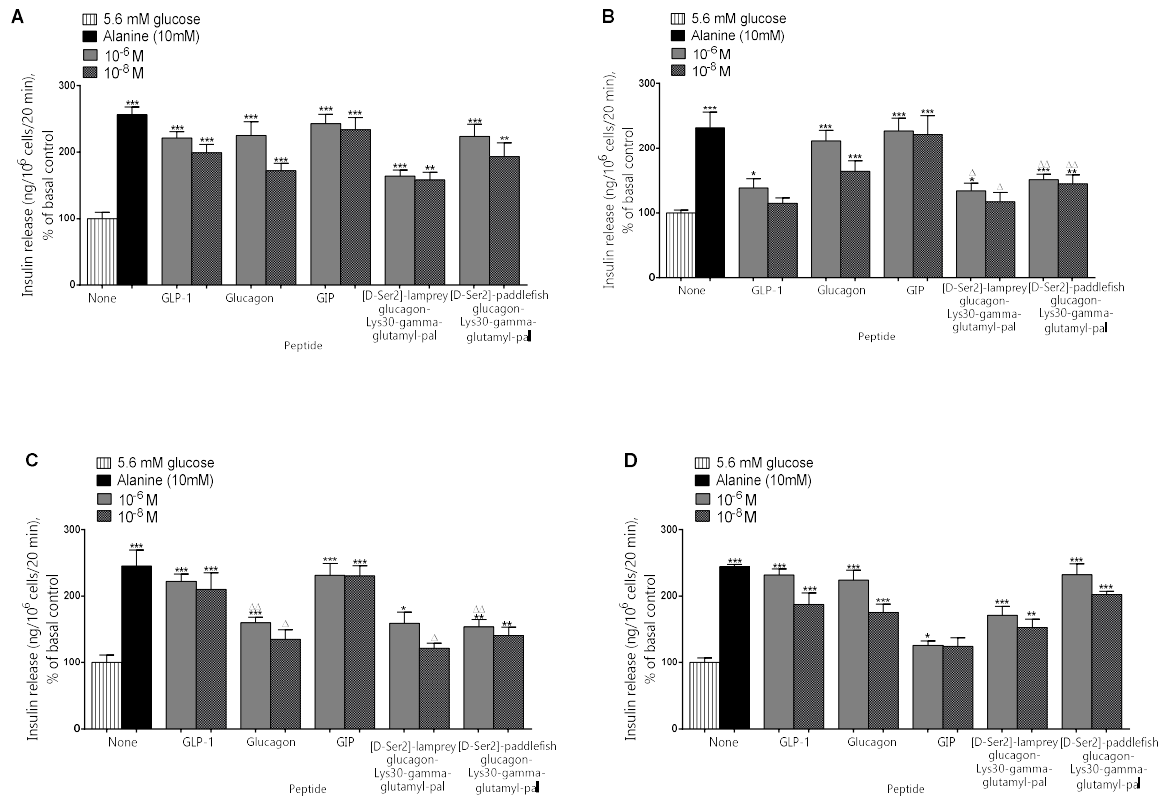 A
5.6 mM glucose
Alanine (10mM)
10-6 M
10-8 M
Insulin release (ng/106 cells/20 min),
% of basal control
300
200
100
0
***
***
***
***
***
***
***
***
**
***
**
None
GLP-1
Glucagon
GIP
[D-Ser2]-lamprey
glucagon-
Lys30-gamma-
glutamyl-pal
[D-Ser2]-paddlefish
glucagon-
Lys30-gamma-
glutamyl-pal
Peptide
B
5.6 mM glucose
Alanine (10mM)
10-6 M
10-8 M
Insulin release (ng/106 cells/20 min),
% of basal control
300
200
100
0
***
*
***
***
***
***
Δ
*
Δ
ΔΔ
***
ΔΔ
**
None
GLP-1
Glucagon
GIP
[D-Ser2]-lamprey
glucagon-
Lys30-gamma-
glutamyl-pal
[D-Ser2]-paddlefish
glucagon-
Lys30-gamma-
glutamyl-pal
Peptide
C
5.6 mM glucose
Alanine (10mM)
10-6 M
10-8 M
Insulin release (ng/106 cells/20 min),
% of basal control
300
200
100
0
***
***
***
ΔΔ
***
Δ
***
***
*
Δ
ΔΔ
**
**
None
GLP-1
Glucagon
GIP
[D-Ser2]-lamprey
glucagon-
Lys30-gamma-
glutamyl-pal
[D-Ser2]-paddlefish
glucagon-
Lys30-gamma-
glutamyl-pal
Peptide
D
5.6 mM glucose
Alanine (10mM)
10-6 M
10-8 M
Insulin release (ng/106 cells/20 min),
% of basal control
300
200
100
0
***
***
***
***
***
*
***
**
***
***
None
GLP-1
Glucagon
GIP
[D-Ser2]-lamprey
glucagon-
Lys30-gamma-
glutamyl-pal
[D-Ser2]-paddlefish
glucagon-
Lys30-gamma-
glutamyl-pal
Peptide